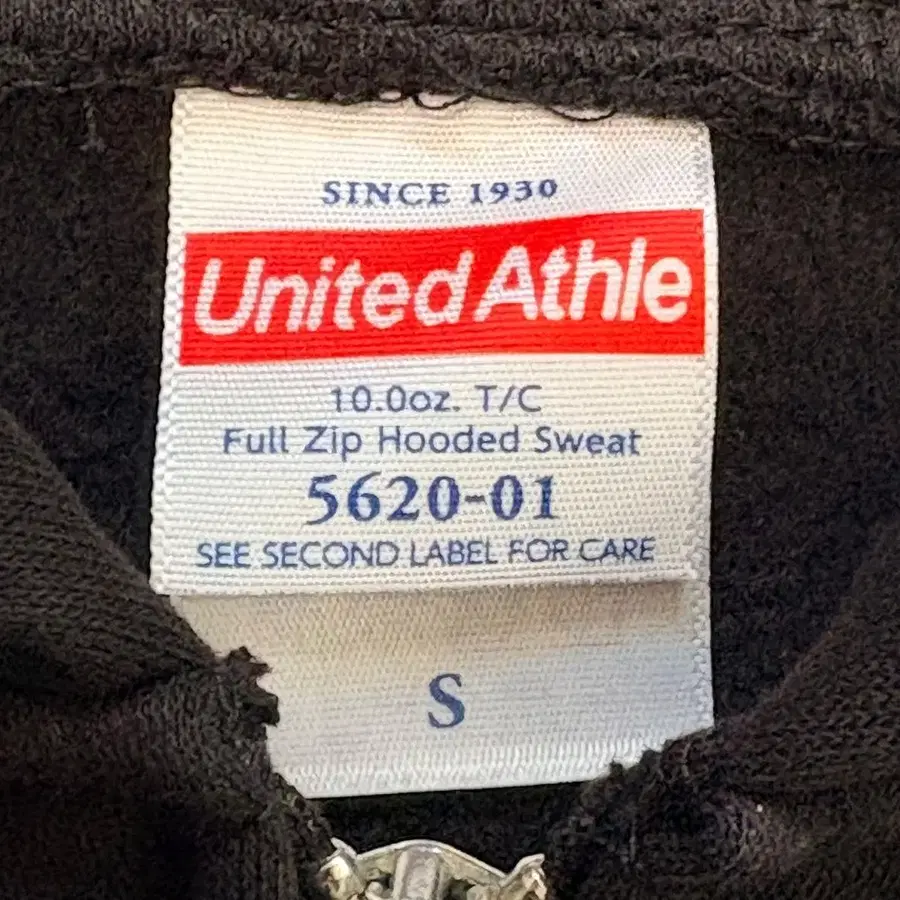 SINCE 1930
United Athle
10.0oz. T/C
Full Zip Hooded Sweat
5620-01
SEE SECOND LABEL FOR CARE
S